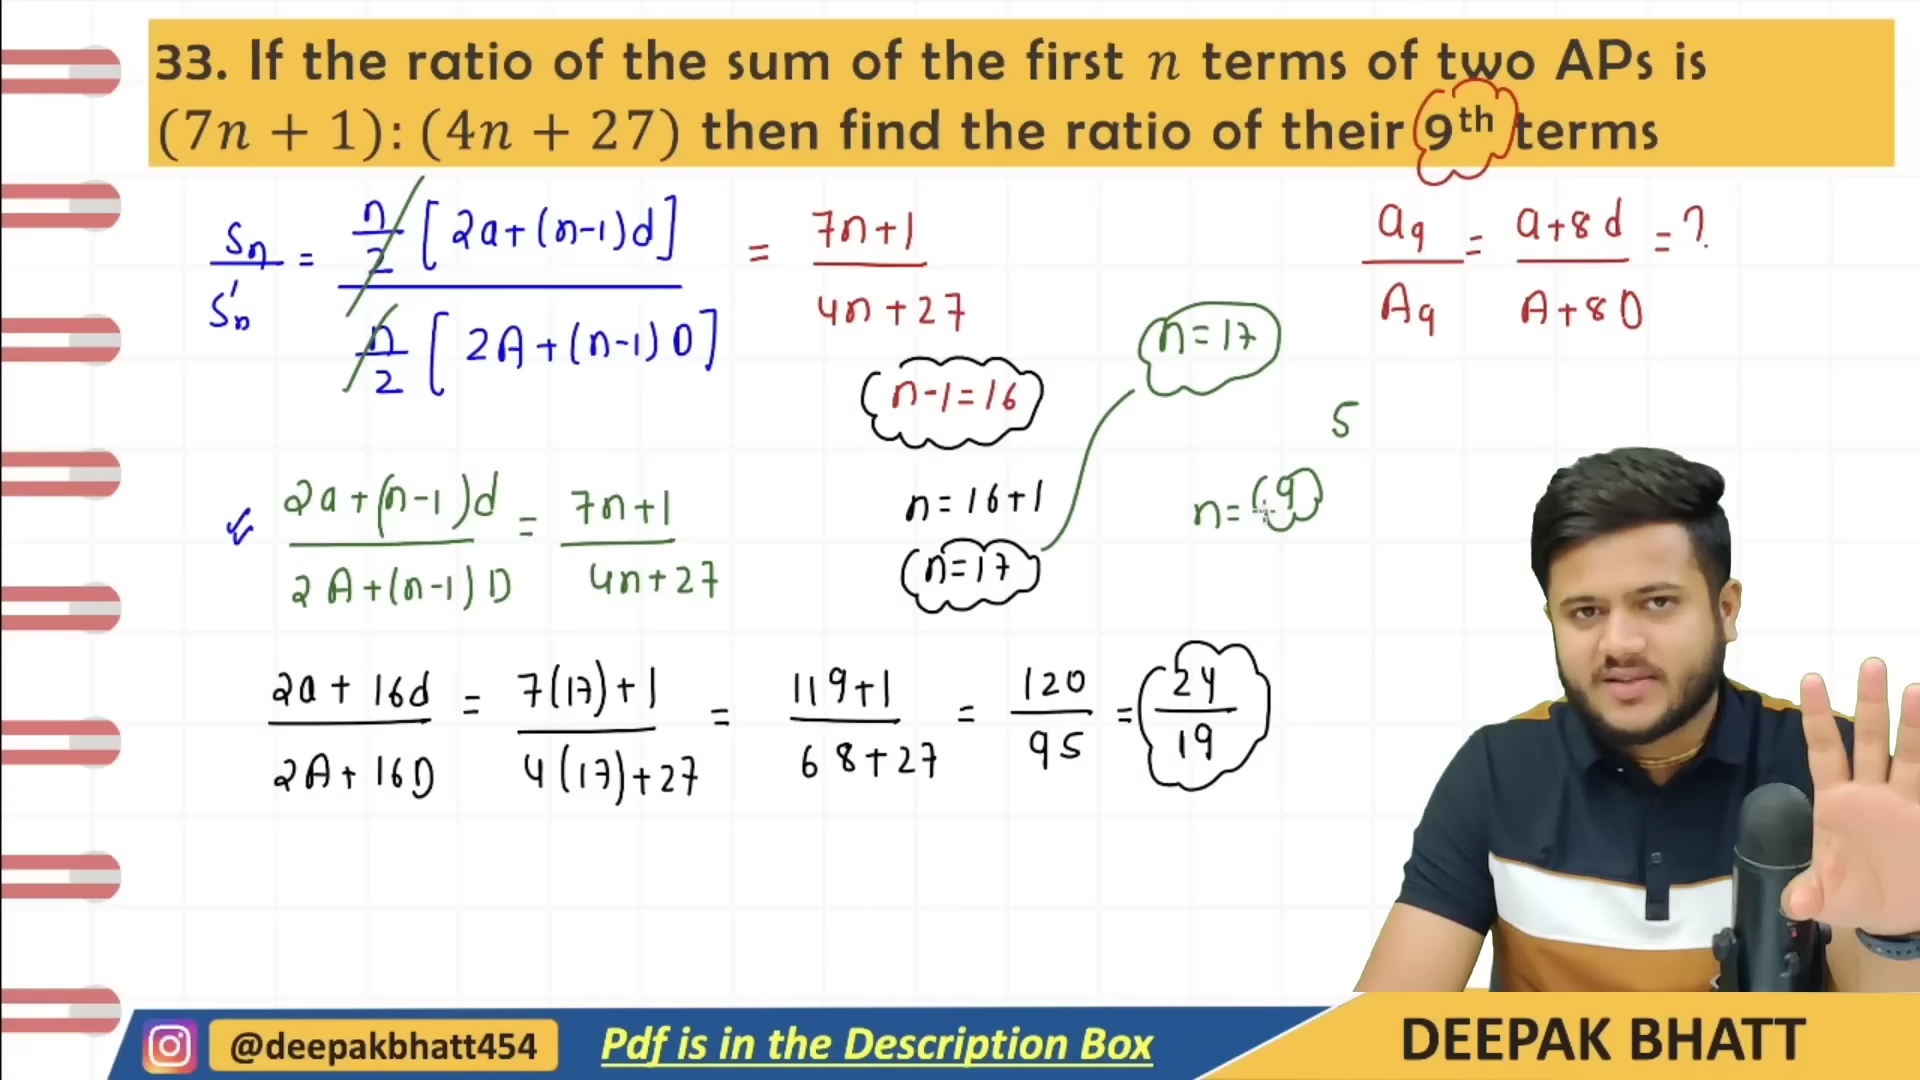 33. If the ratio of the sum of the first n terms of two APs is
(7n + 1): (4n + 27) then find the ratio of their 9th terms
Sn/S'n = n/2 [2a+(n-1)d] / n/2 [2A+(n-1)D] = 7n+1 / 4n+27
a9/A9 = a+8d / A+8D = ?
n-1=16
n=17
5
n=16+1
n=9
n=17
2a+(n-1)d / 2A+(n-1)D = 7n+1 / 4n+27
2a+16d / 2A+16D = 7(17)+1 / 4(17)+27 = 119+1 / 68+27 = 120/95 = 24/19
@deepakbhatt454
Pdf is in the Description Box
DEEPAK BHATT